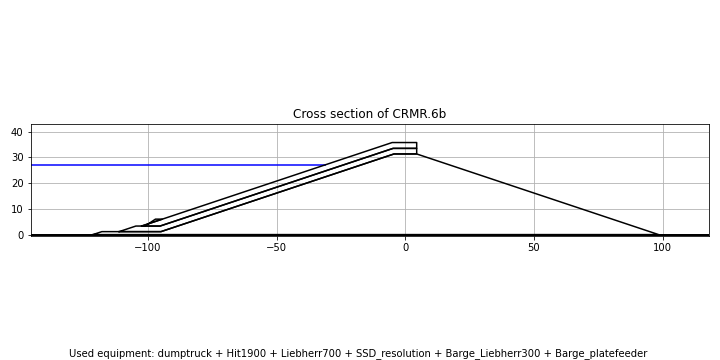 Cross section of CRMR.6b
40
30
20
10
0
−100 −50 0 50 100
Used equipment: dumptruck + Hit1900 + Liebherr700 + SSD_resolution + Barge_Liebherr300 + Barge_platefeeder